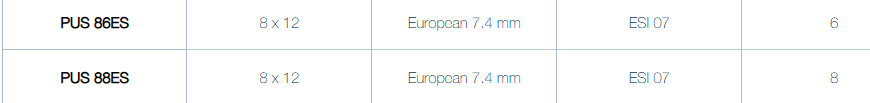 PUS 86ES 8 x 12 European 7.4 mm ESI 07 6
PUS 88ES 8 x 12 European 7.4 mm ESI 07 8